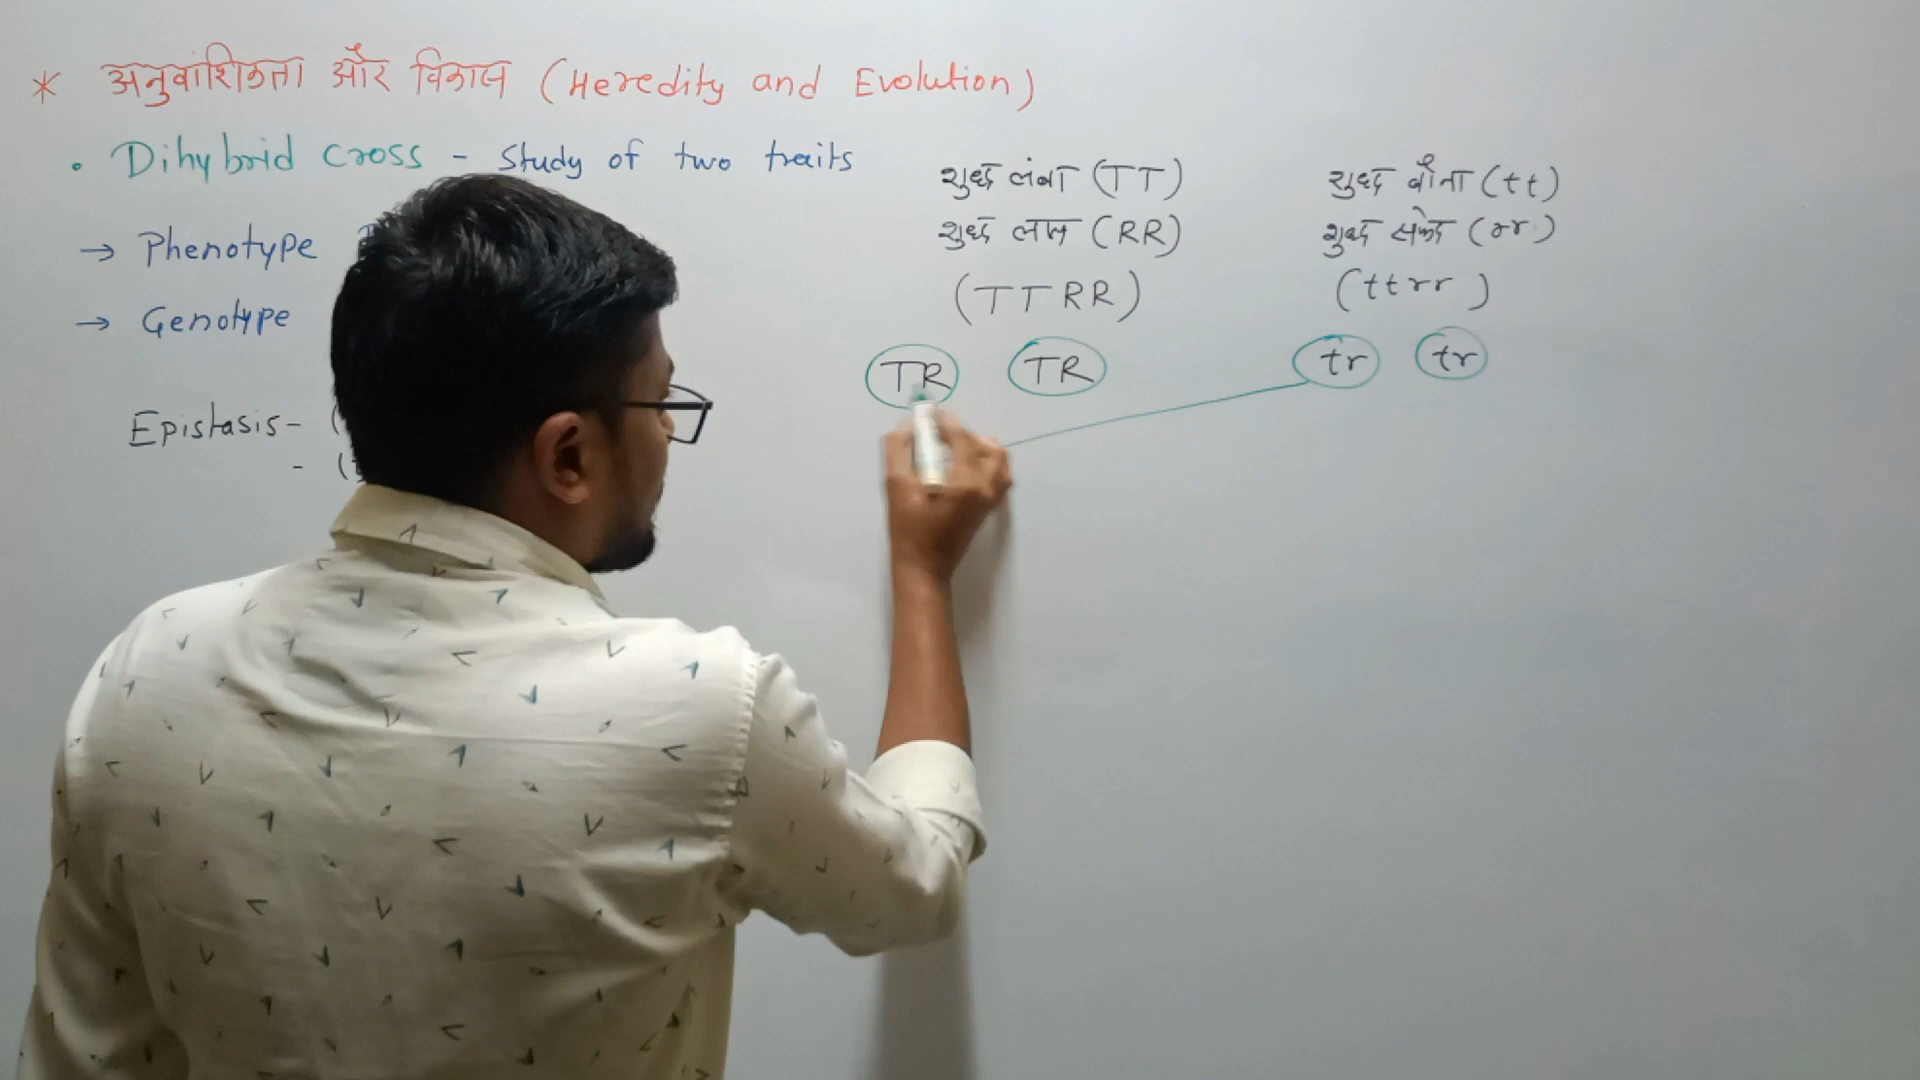 * अनुवांशिकता और विकास (Heredity and Evolution)
• Dihybrid cross - study of two traits
→ Phenotype
→ Genotype
Epistasis - (
- (
शुध्द लंबा (TT)
शुध्द लाल (RR)
(TTRR)
TR TR
शुध्द बौना (tt)
शुध्द सफेद (rr)
(ttrr)
tr tr